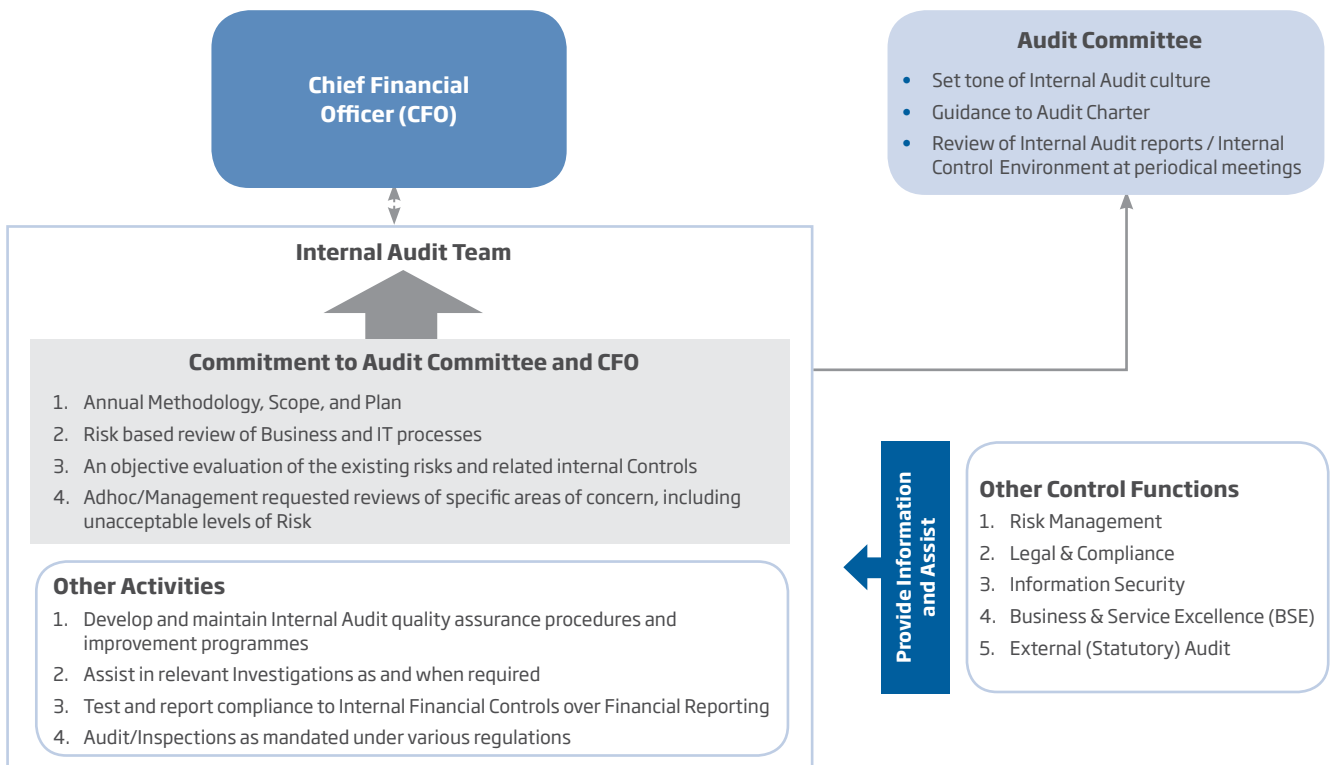 Chief Financial
Officer (CFO)
Audit Committee
• Set tone of Internal Audit culture
• Guidance to Audit Charter
• Review of Internal Audit reports / Internal
Control Environment at periodical meetings
Internal Audit Team
Commitment to Audit Committee and CFO
1. Annual Methodology, Scope, and Plan
2. Risk based review of Business and IT processes
3. An objective evaluation of the existing risks and related internal Controls
4. Adhoc/Management requested reviews of specific areas of concern, including
unacceptable levels of Risk
Other Activities
1. Develop and maintain Internal Audit quality assurance procedures and
improvement programmes
2. Assist in relevant Investigations as and when required
3. Test and report compliance to Internal Financial Controls over Financial Reporting
4. Audit/Inspections as mandated under various regulations
Provide Information
and Assist
Other Control Functions
1. Risk Management
2. Legal & Compliance
3. Information Security
4. Business & Service Excellence (BSE)
5. External (Statutory) Audit